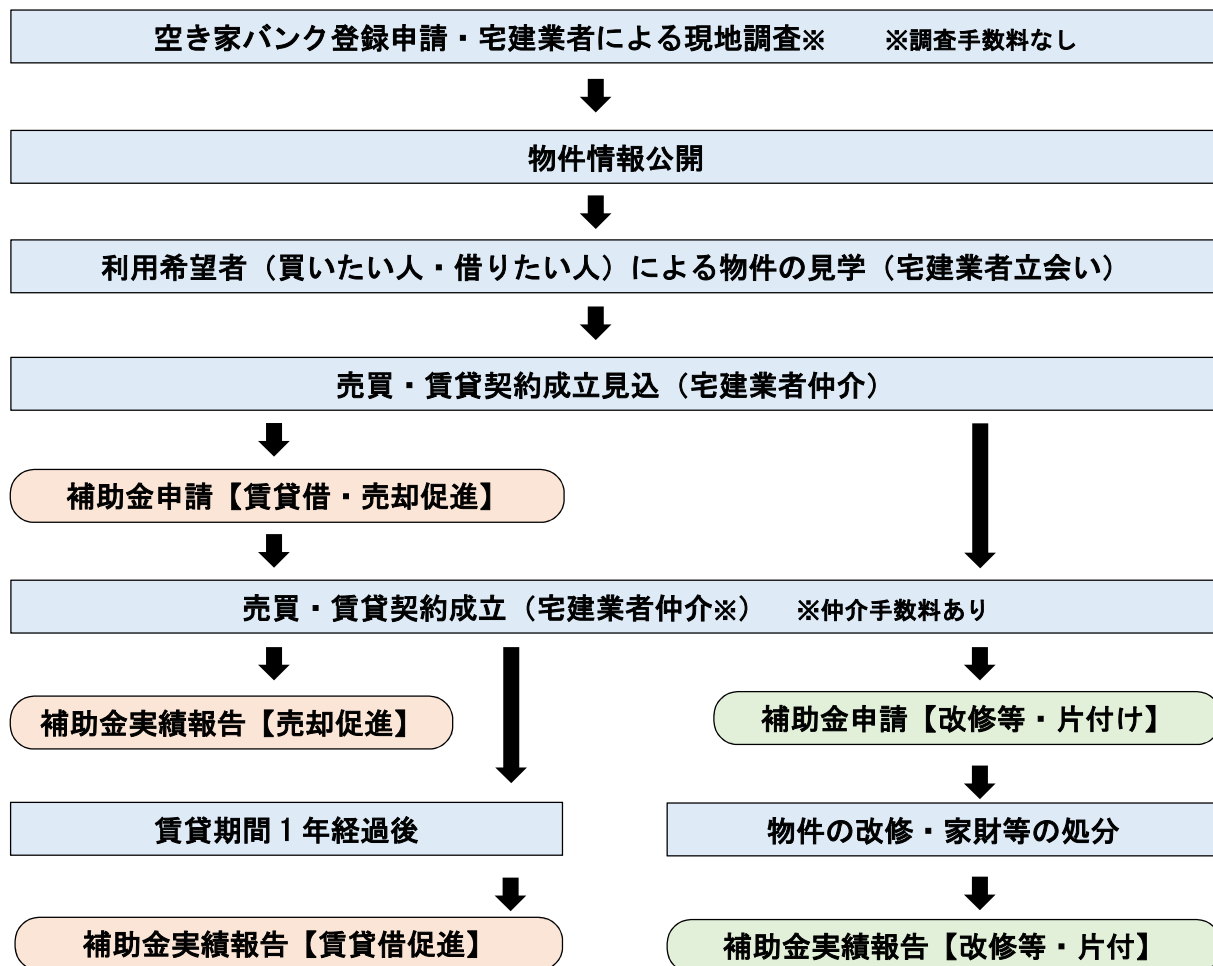 空き家バンク登録申請・宅建業者による現地調査※　※調査手数料なし
物件情報公開
利用希望者（買いたい人・借りたい人）による物件の見学（宅建業者立会い）
売買・賃貸契約成立見込（宅建業者仲介）
補助金申請【賃貸借・売却促進】
売買・賃貸契約成立（宅建業者仲介※）　※仲介手数料あり
補助金実績報告【売却促進】
補助金申請【改修等・片付け】
賃貸期間１年経過後
物件の改修・家財等の処分
補助金実績報告【賃貸借促進】
補助金実績報告【改修等・片付】